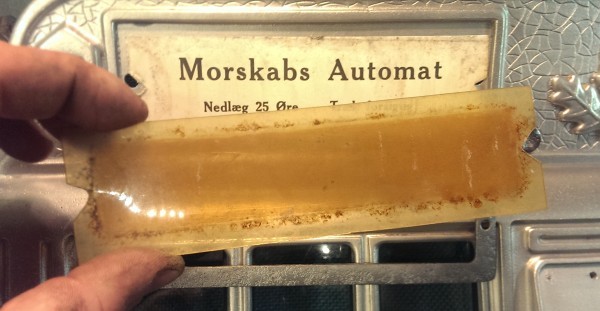 Morskabs Automat
Nedlæg 25 Øre